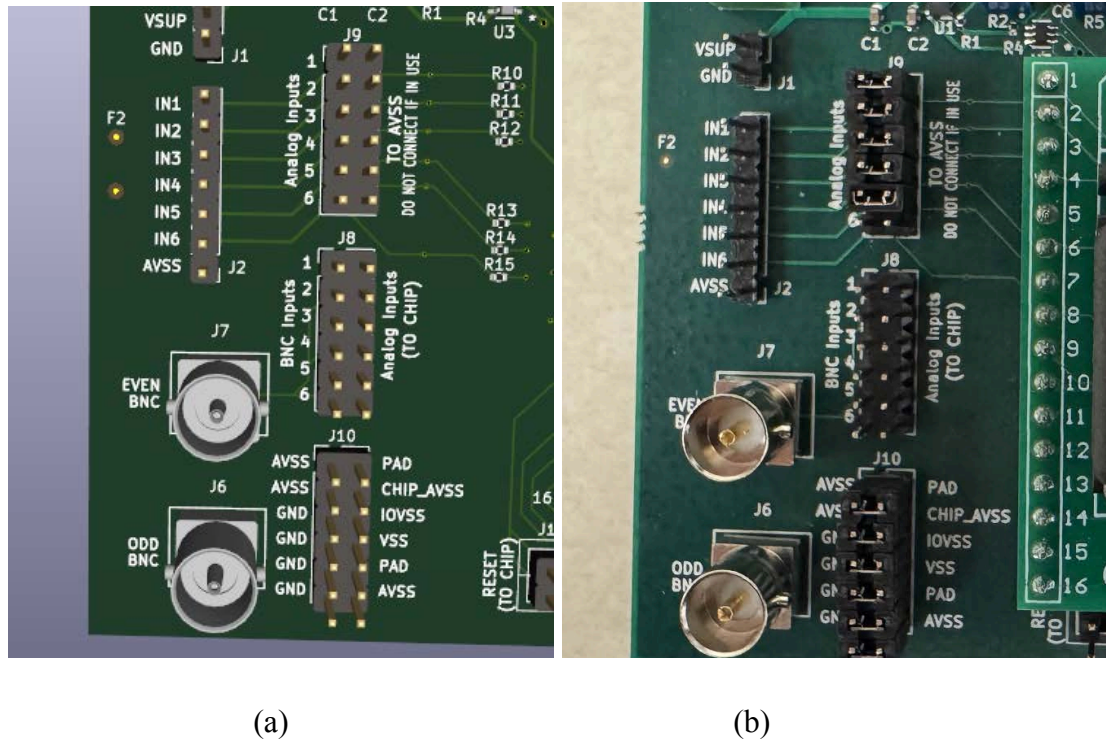 C1 C2 R1 R4 U3
VSUP
GND
J1
J9
1
2
3
4
5
6
Analog Inputs
TO AVSS
DO NOT CONNECT IF IN USE
R10
R11
R12
F2
IN1
IN2
IN3
IN4
IN5
IN6
AVSS
J2
R13
R14
R15
J8
1
2
3
4
5
6
BNC Inputs
Analog Inputs
(TO CHIP)
J7
EVEN
BNC
J10
AVSS PAD
AVSS CHIP_AVSS
GND IOVSS
GND VSS
GND PAD
GND AVSS
J6
ODD
BNC
16
J1
RESET
(TO CHIP)
(a)
C1 C2 U1 R1 R2 R4 C6 R5
VSUP
GND
J1
J9
Analog Inputs
6
TO AVSS
DO NOT CONNECT IF IN USE
F2
IN1
IN2
IN3
IN4
IN5
IN6
AVSS
J2
J8
1
2
3
4
5
6
BNC Inputs
Analog Inputs
(TO CHIP)
J7
EVEN
J10
AVSS PAD
CHIP_AVSS
IOVSS
VSS
PAD
AVSS
J6
ODD
BNC
1
2
3
4
5
6
7
8
9
10
11
12
13
14
15
16
RE
(TO
(b)